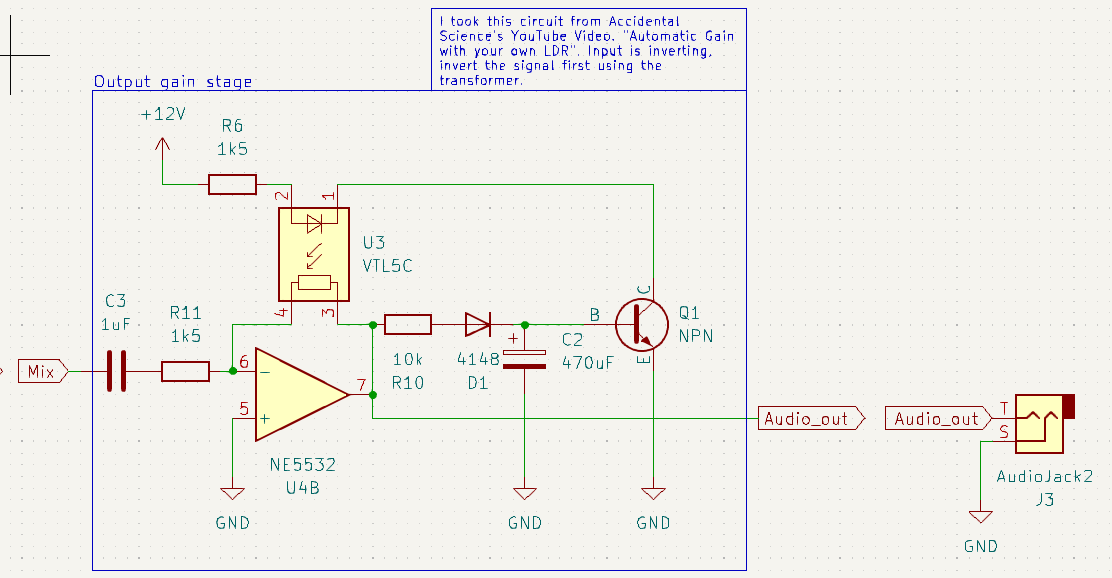 I took this circuit from Accidental
Science's YouTube Video, "Automatic Gain
with your own LDR". Input is inverting,
invert the signal first using the
transformer.
Output gain stage
+12V
R6
1k5
2
1
U3
VTL5C
4
3
C3
1uF
R11
1k5
Mix
6
5
7
-
+
NE5532
U4B
10k
R10
4148
D1
+
C2
470uF
B
C
E
Q1
NPN
GND
GND
GND
Audio_out
Audio_out
T
S
AudioJack2
J3
GND